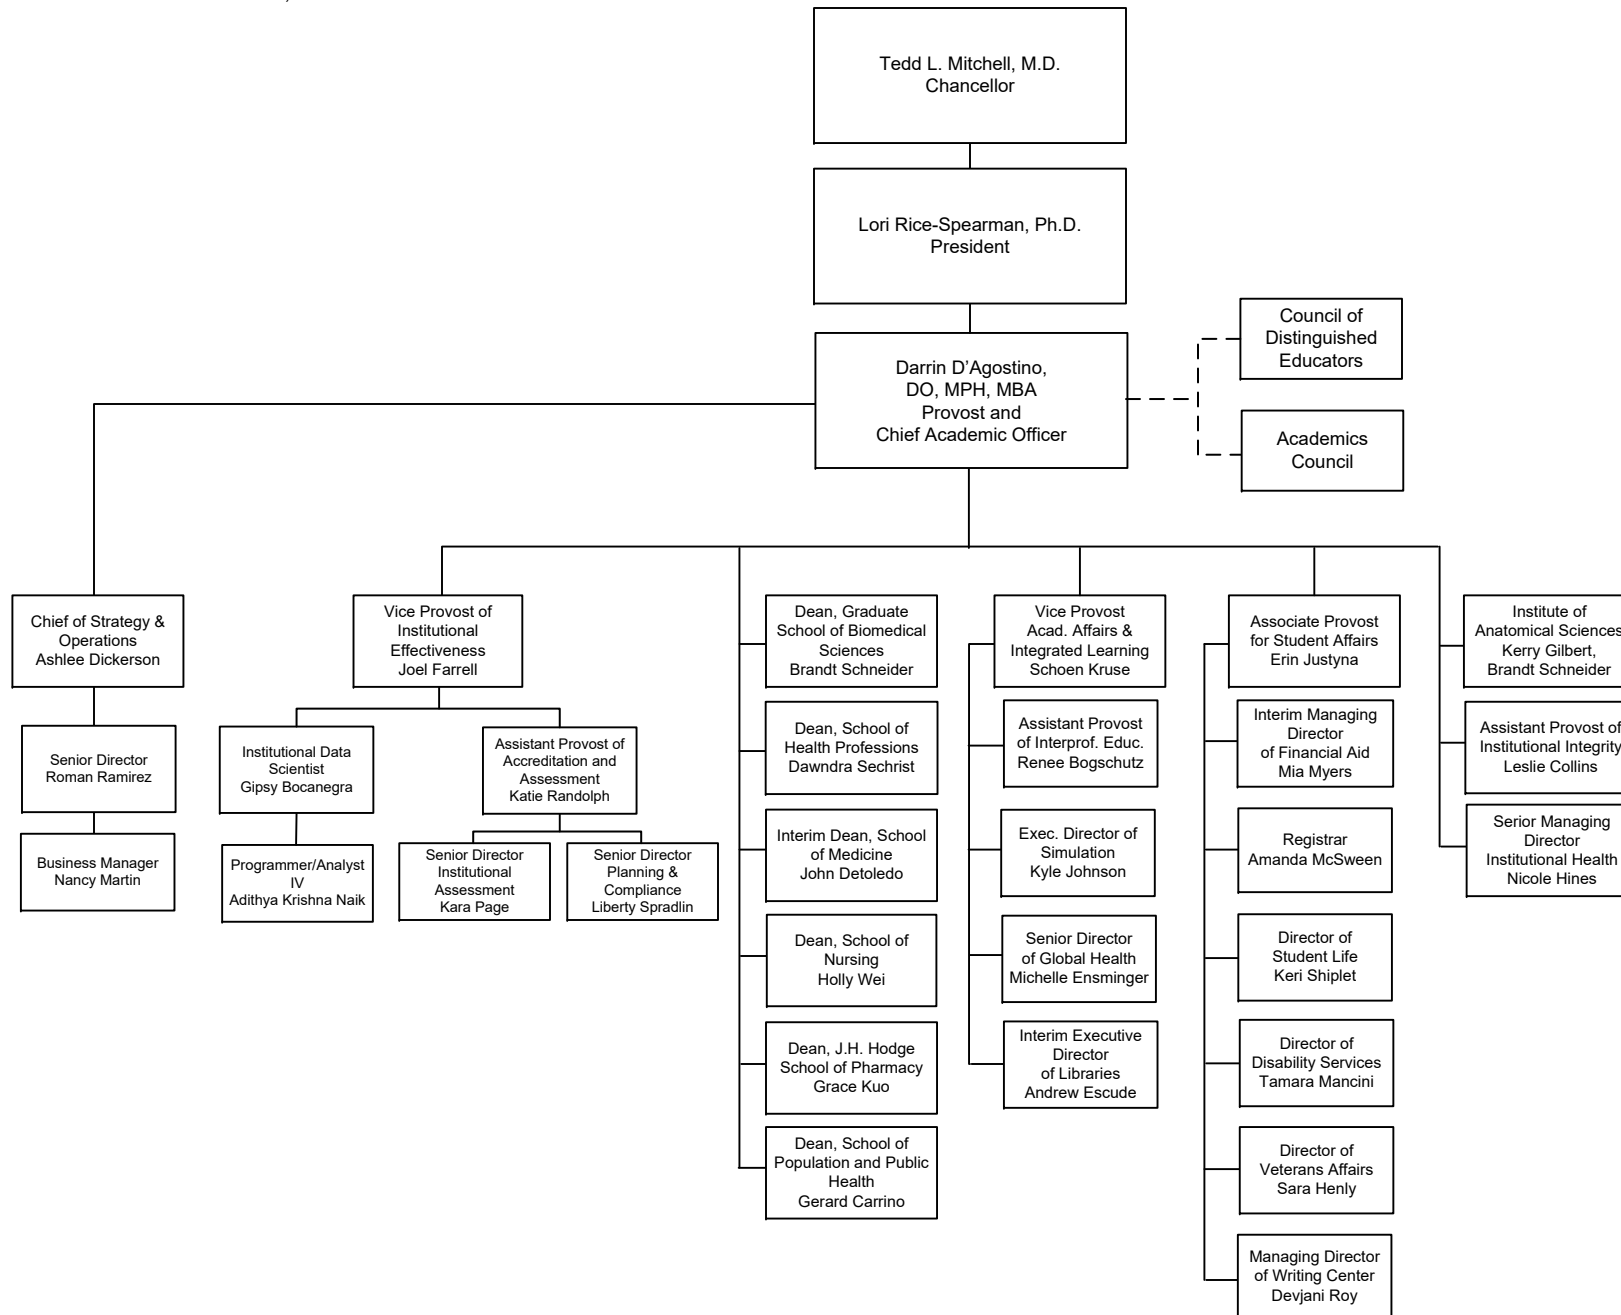 Tedd L. Mitchell, M.D.
Chancellor
Lori Rice-Spearman, Ph.D.
President
Darrin D’Agostino,
DO, MPH, MBA
Provost and
Chief Academic Officer
Council of
Distinguished
Educators
Academics
Council
Chief of Strategy &
Operations
Ashlee Dickerson
Senior Director
Roman Ramirez
Business Manager
Nancy Martin
Vice Provost of
Institutional
Effectiveness
Joel Farrell
Institutional Data
Scientist
Gipsy Bocanegra
Programmer/Analyst
IV
Adithya Krishna Naik
Assistant Provost of
Accreditation and
Assessment
Katie Randolph
Senior Director
Institutional
Assessment
Kara Page
Senior Director
Planning &
Compliance
Liberty Spradlin
Dean, Graduate
School of Biomedical
Sciences
Brandt Schneider
Dean, School of
Health Professions
Dawndra Sechrist
Interim Dean, School
of Medicine
John Detoledo
Dean, School of
Nursing
Holly Wei
Dean, J.H. Hodge
School of Pharmacy
Grace Kuo
Dean, School of
Population and Public
Health
Gerard Carrino
Vice Provost
Acad. Affairs &
Integrated Learning
Schoen Kruse
Assistant Provost
of Interprof. Educ.
Renee Bogschutz
Exec. Director of
Simulation
Kyle Johnson
Senior Director
of Global Health
Michelle Ensminger
Interim Executive
Director
of Libraries
Andrew Escude
Associate Provost
for Student Affairs
Erin Justyna
Interim Managing
Director
of Financial Aid
Mia Myers
Registrar
Amanda McSween
Director of
Student Life
Keri Shiplet
Director of
Disability Services
Tamara Mancini
Director of
Veterans Affairs
Sara Henly
Managing Director
of Writing Center
Devjani Roy
Institute of
Anatomical Sciences
Kerry Gilbert,
Brandt Schneider
Assistant Provost of
Institutional Integrity
Leslie Collins
Serior Managing
Director
Institutional Health
Nicole Hines